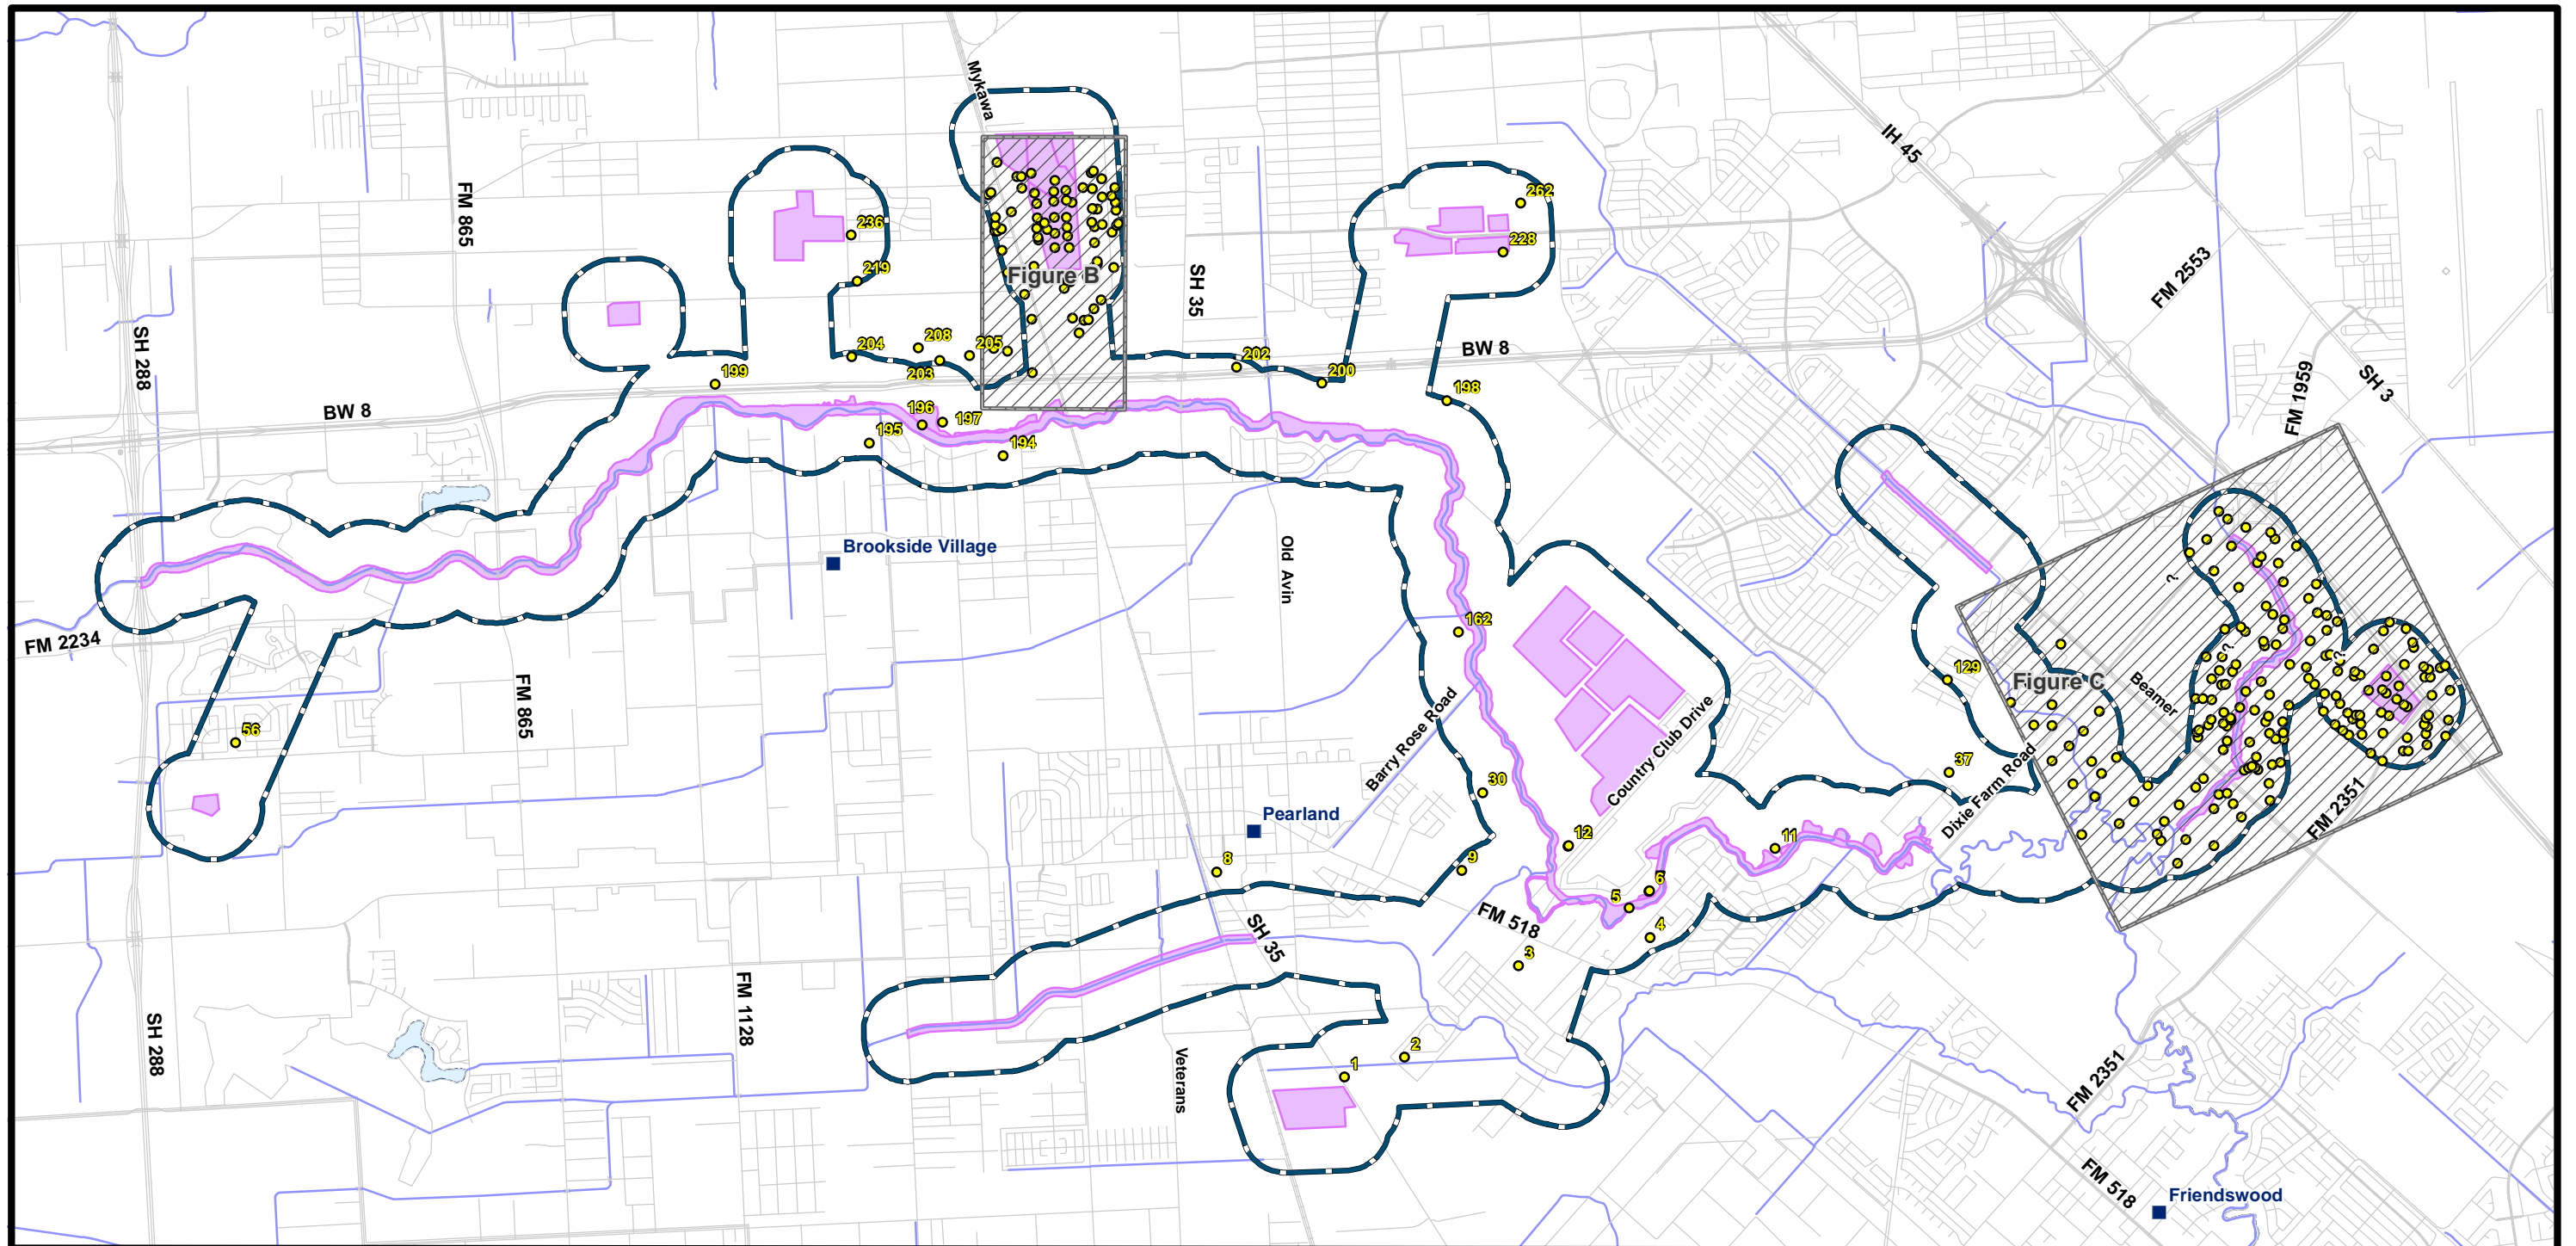 Mykawa
IH 45
FM 865
262
236
228
219
Figure B
SH 35
FM 2553
SH 288
204
208
205
203
202
200
BW 8
199
198
FM 1959
SH 3
BW 8
196
197
195
194
Brookside Village
Old Avin
?
FM 2234
162
?
?
129
Figure C
Beamer
FM 865
56
Barry Rose Road
Country Club Drive
30
37
Dixie Farm Road
FM 2351
Pearland
12
11
8
9
6
5
FM 518
4
3
SH 35
FM 1128
SH 288
Veterans
2
1
FM 2351
FM 518
Friendswood